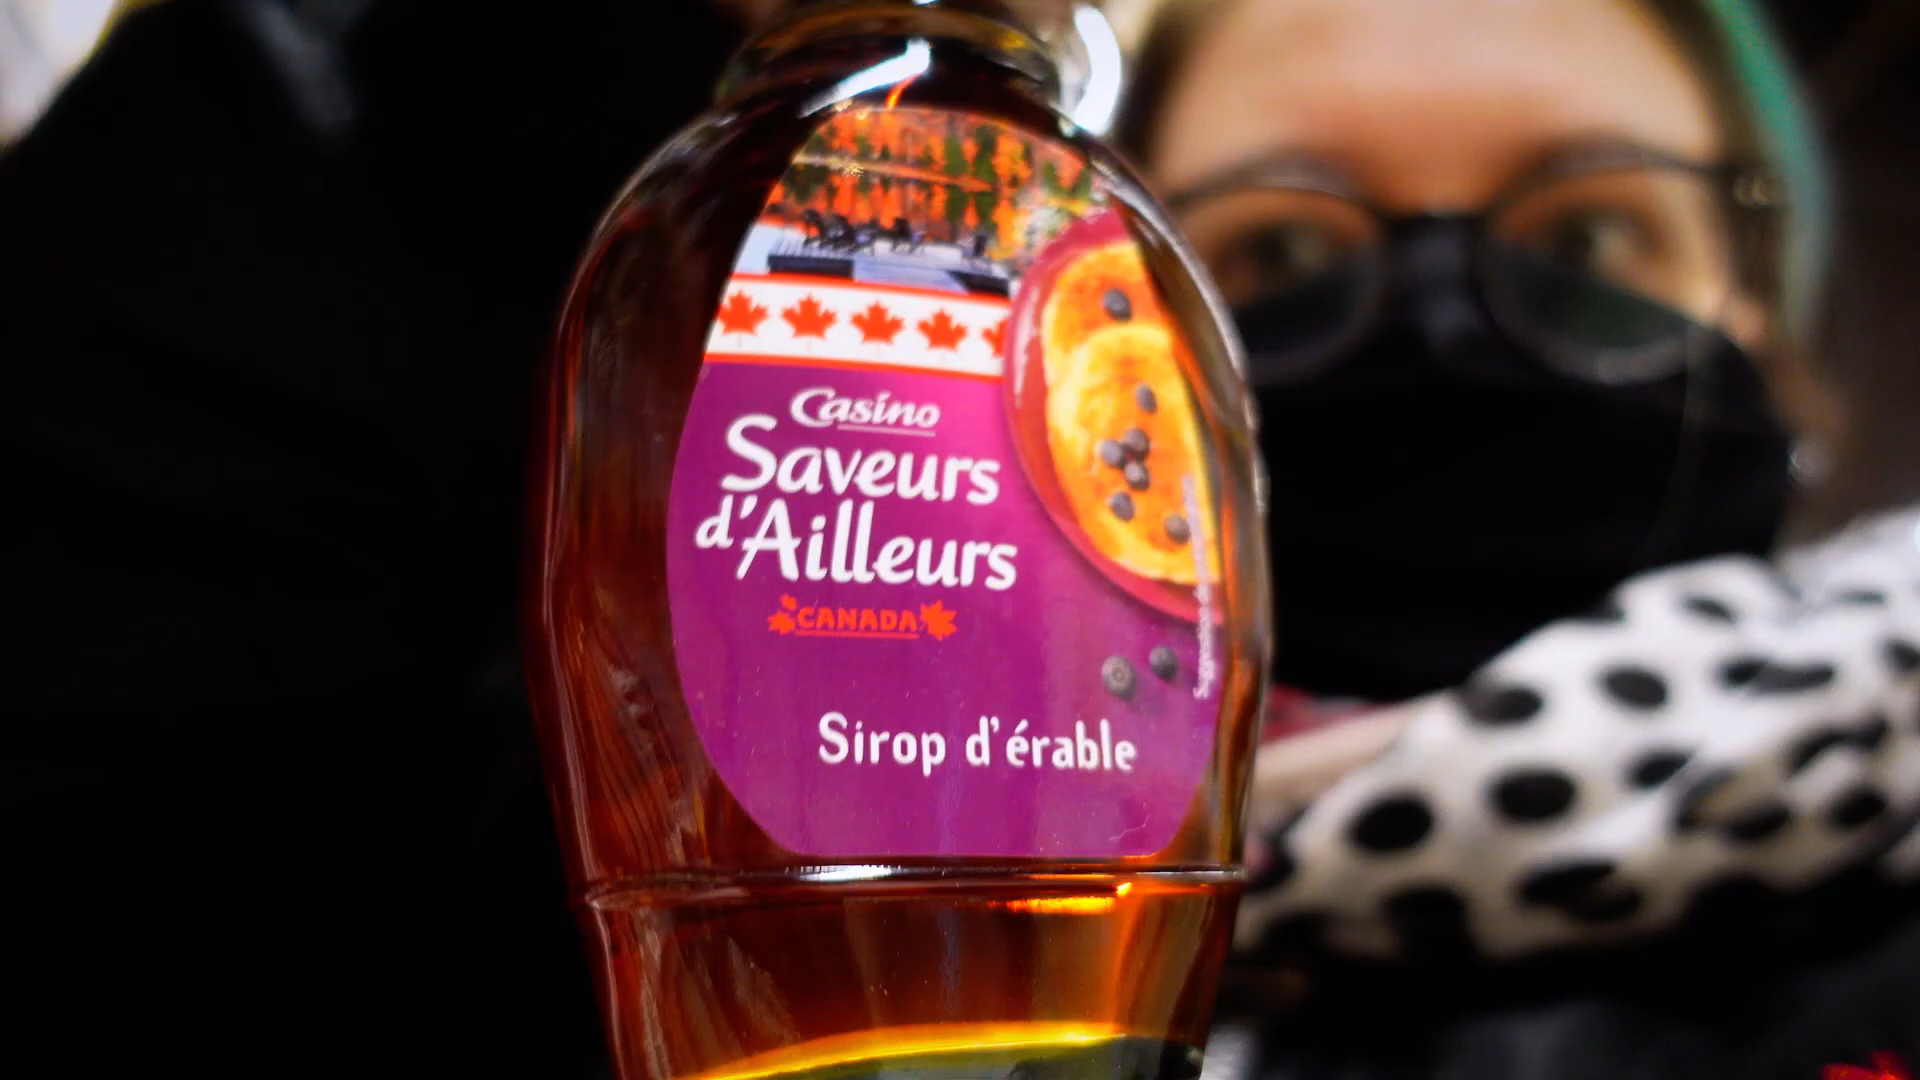 Casino
Saveurs
d'Ailleurs
CANADA
Sirop d'érable